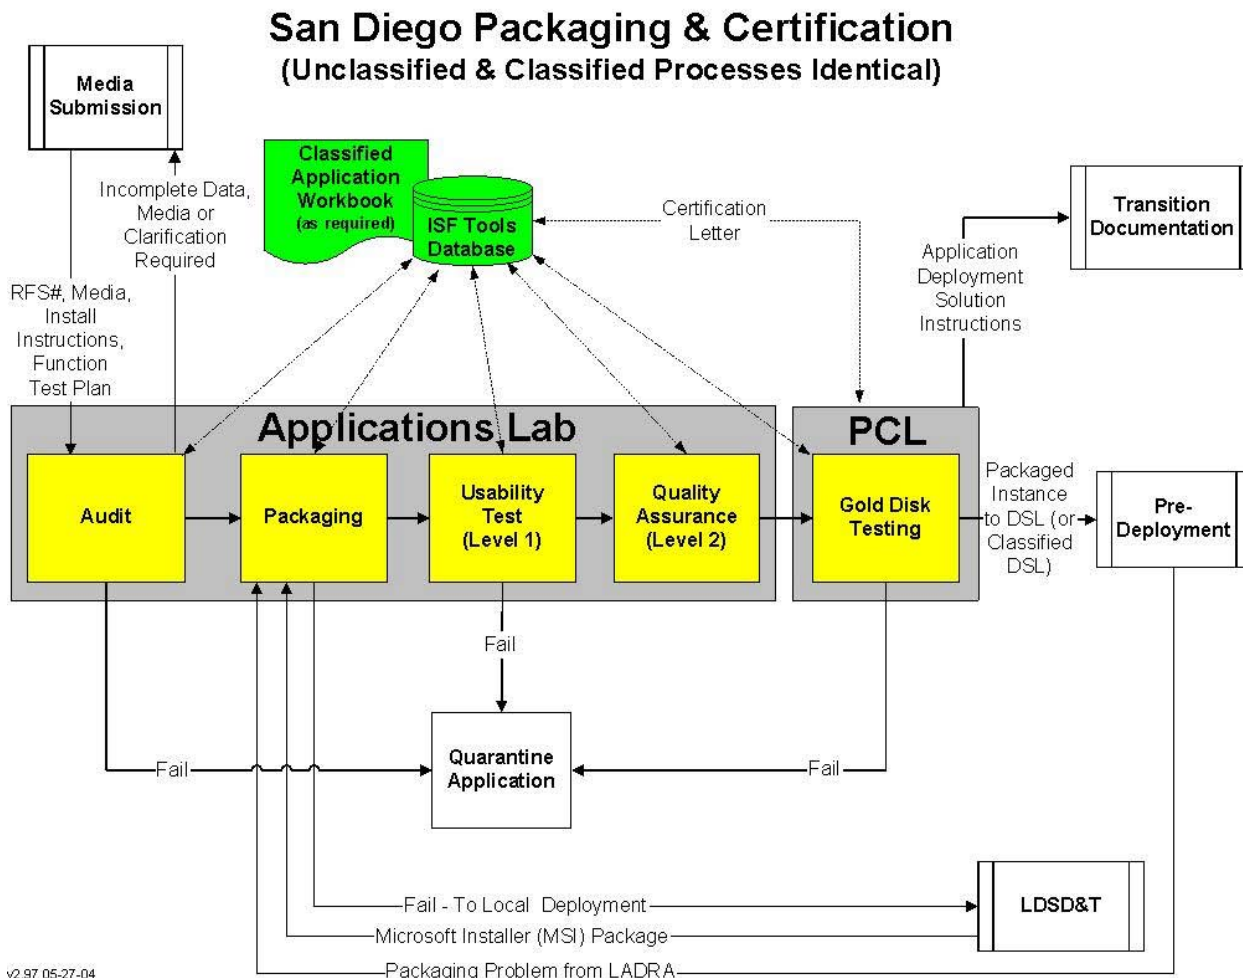 San Diego Packaging & Certification
(Unclassified & Classified Processes Identical)
Media
Submission
Incomplete Data,
Media or
Clarification
Required
RFS#, Media,
Install
Instructions,
Function
Test Plan
Classified
Application
Workbook
(as required)
ISF Tools
Database
Certification
Letter
Transition
Documentation
Application
Deployment
Solution
Instructions
Applications Lab
PCL
Audit
Packaging
Usability
Test
(Level 1)
Quality
Assurance
(Level 2)
Gold Disk
Testing
Packaged
Instance
to DSL (or
Classified
DSL)
Pre-
Deployment
Fail
Fail
Quarantine
Application
Fail
Fail - To Local Deployment
LDSD&T
Microsoft Installer (MSI) Package
Packaging Problem from LADRA
v2.97 05-27-04